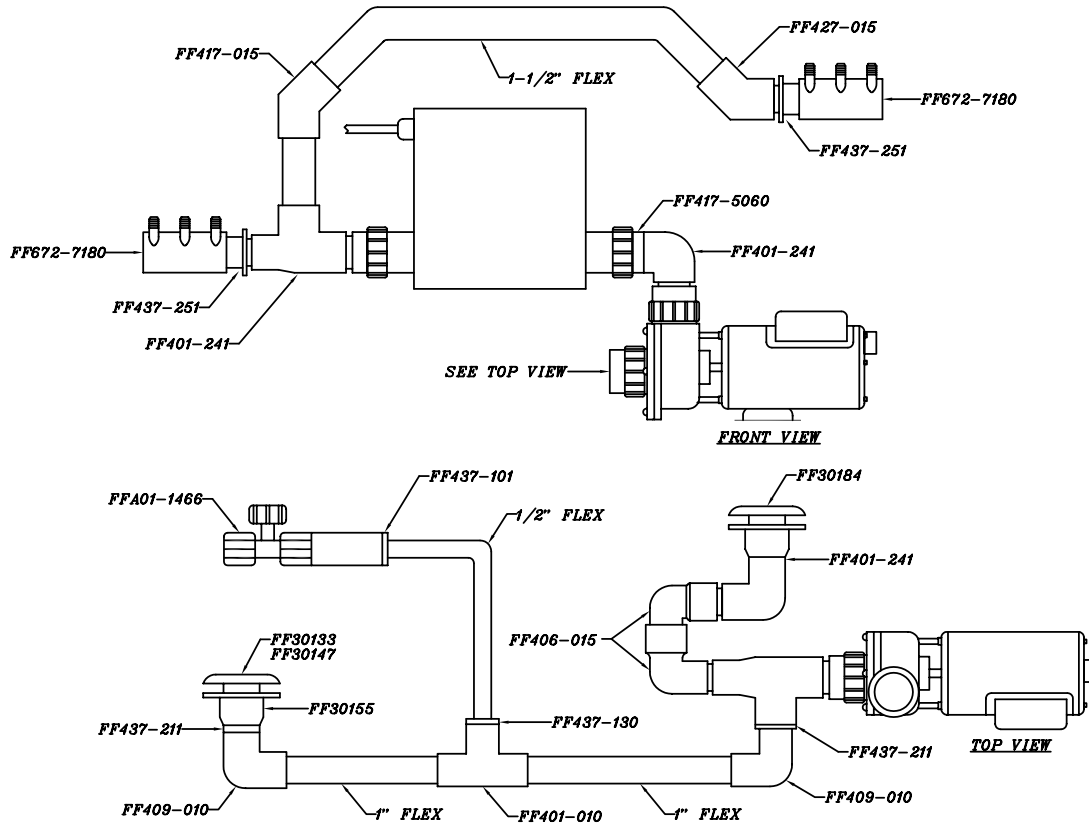 FF417-015
FF427-015
1-1/2" FLEX
FF672-7180
FF437-251
FF417-5060
FF672-7180
FF401-241
FF437-251
FF401-241
SEE TOP VIEW
FRONT VIEW
FF30184
FF437-101
FFA01-1466
1/2" FLEX
FF401-241
FF406-015
FF30133
FF30147
FF30155
FF437-211
FF437-130
FF437-211
TOP VIEW
FF409-010
1" FLEX
FF401-010
1" FLEX
FF409-010